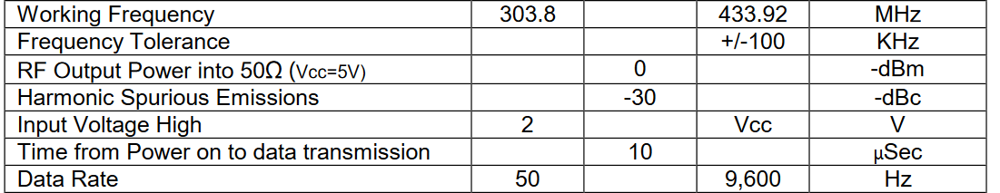 Working Frequency 303.8 433.92 MHz
Frequency Tolerance +/-100 KHz
RF Output Power into 50Ω (Vcc=5V) 0 -dBm
Harmonic Spurious Emissions -30 -dBc
Input Voltage High 2 Vcc V
Time from Power on to data transmission 10 µSec
Data Rate 50 9,600 Hz